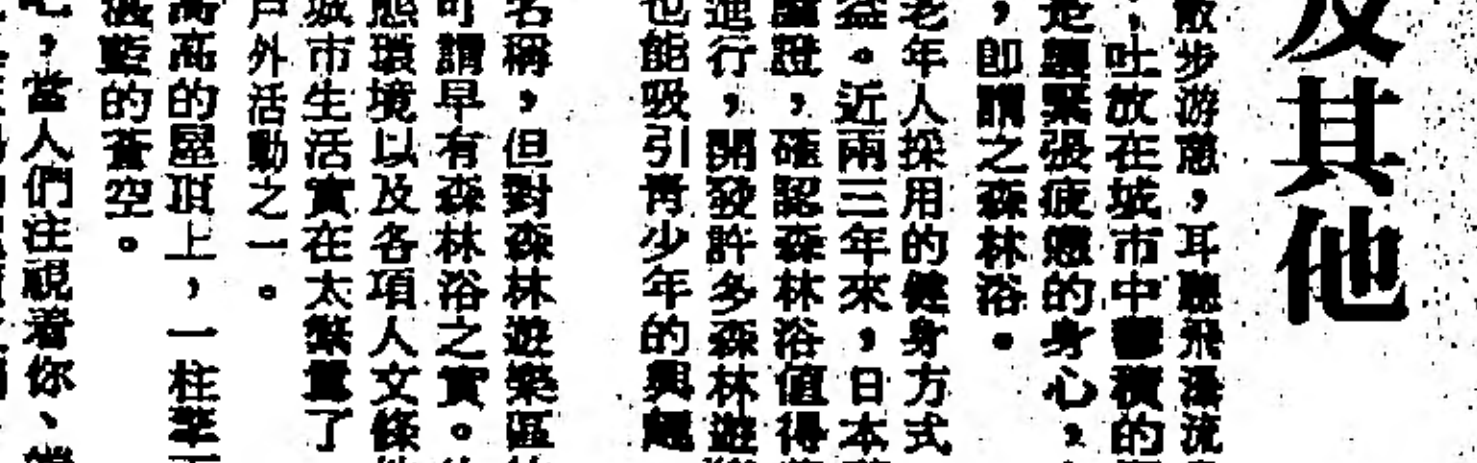 及其他
散步游憩，耳聽飛瀑流
，吐放在城市中鬱積的
是鬆緊張疲憊的身心，
，即謂之森林浴。
老年人採用的健身方式
益。近兩三年來，日本
證，確認森林浴值得
進行，開發許多森林遊
也能吸引青少年的興趣
名稱，但對森林遊樂區
可謂早有森林浴之實。
態環境以及各項人文條
城市生活實在太繁重了
戶外活動之一。
高高的屋頂上，一柱擎
藍的蒼空。
吧，當人們注視着你、